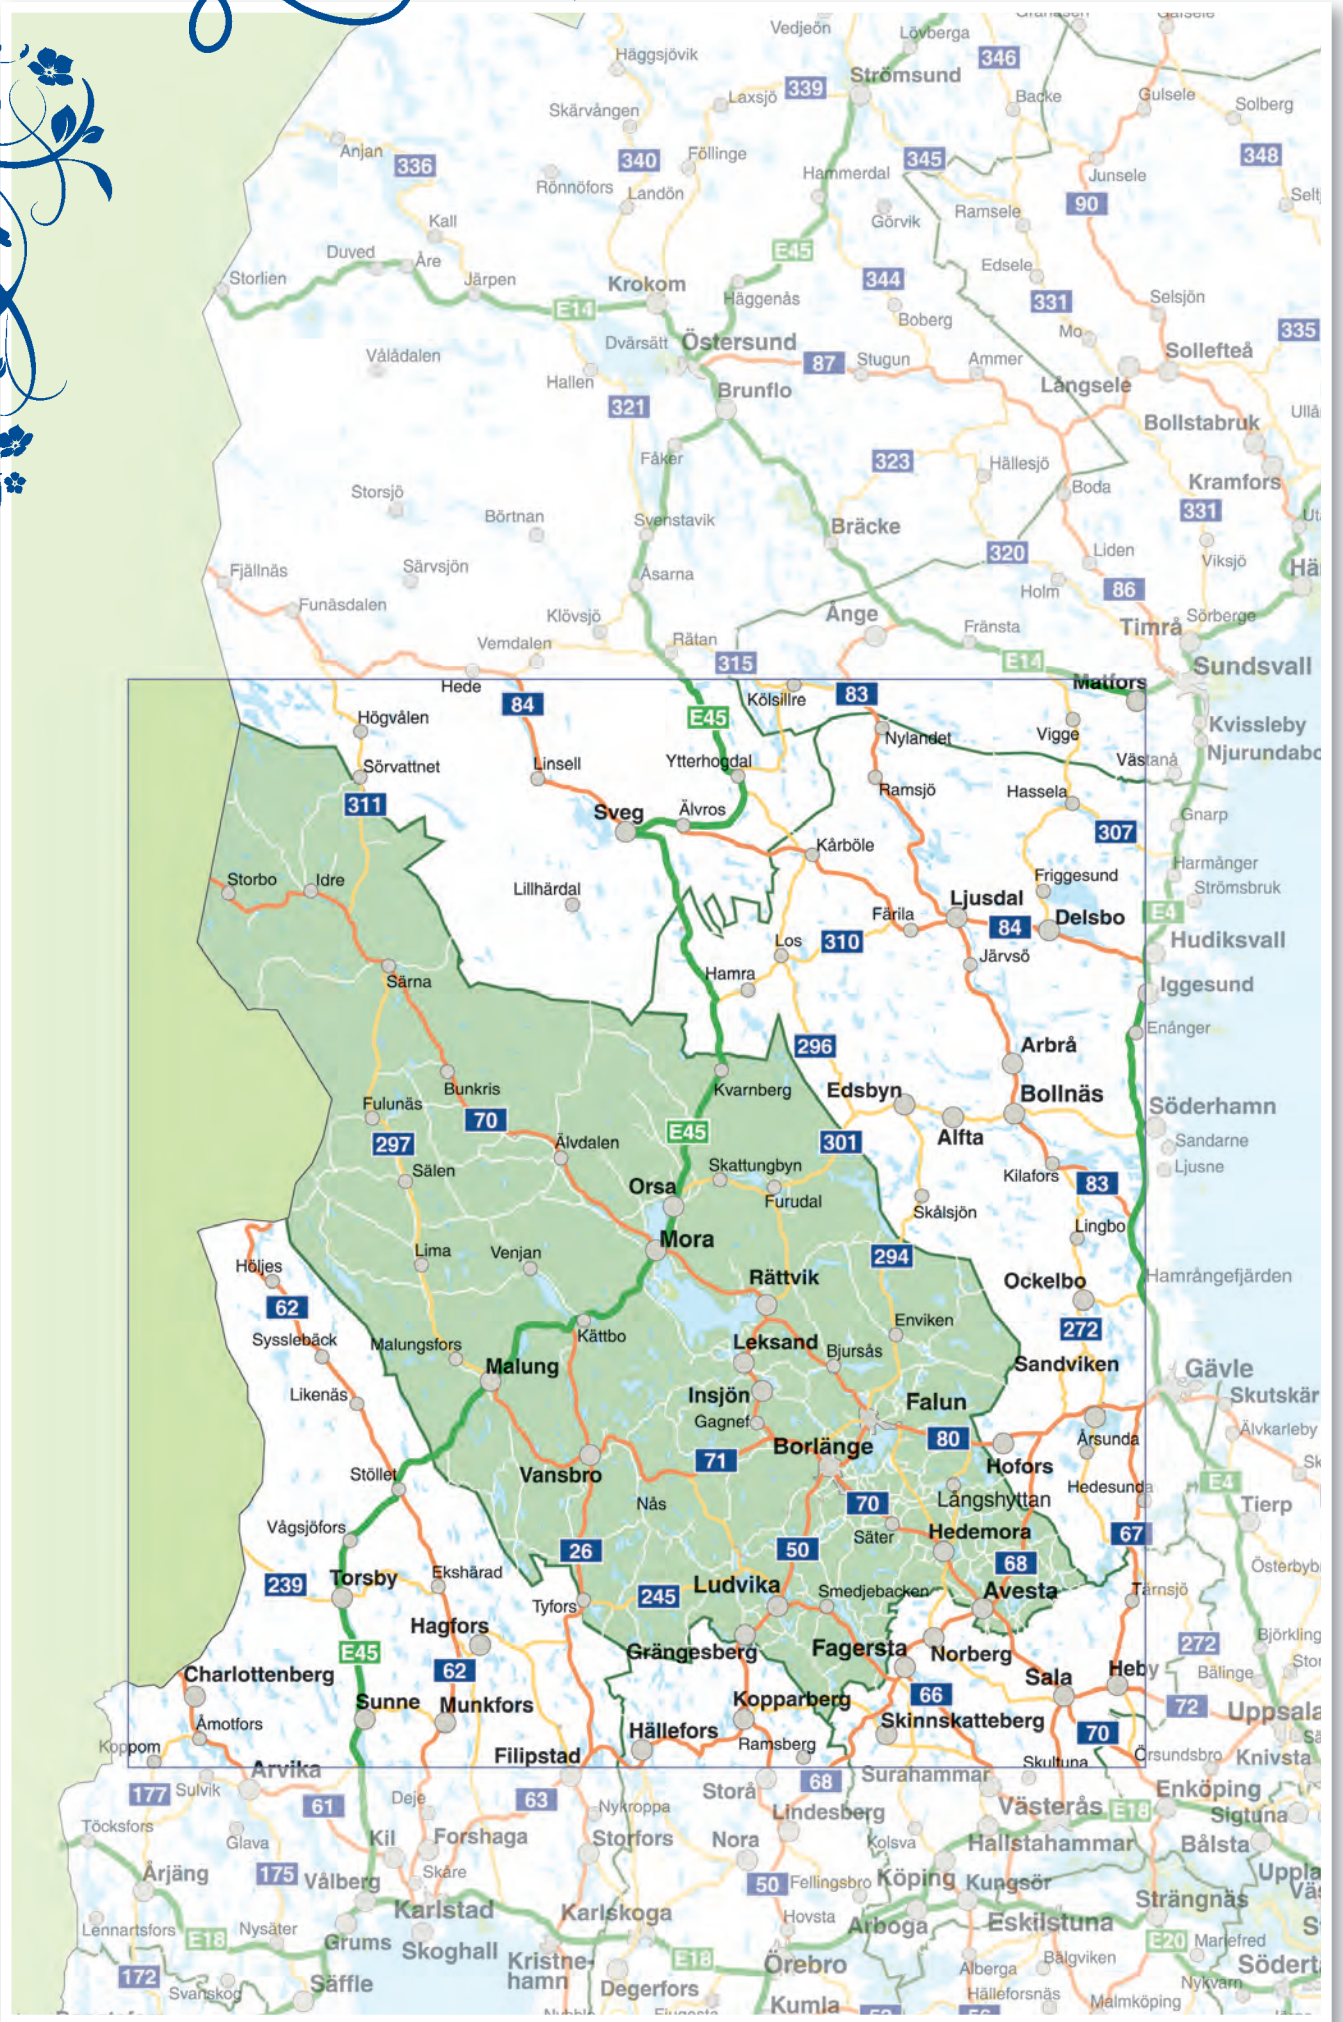 Vedjeön
Lövberga
Häggsjövik
346
Strömsund
339
Laxsjö
Backe
Gulsele
Solberg
Skärvången
Anjan
336
340
Föllinge
345
348
Junsele
Hammerdal
Rönnöfors
Landön
90
Görvik
Ramsele
Kall
Duved
Åre
E45
Storlien
Järpen
Krokom
Häggenås
344
Edsele
331
Selsjön
E14
Boberg
Mo
335
Dvärsätt
Östersund
Vålådalen
87
Stugun
Ammer
Sollefteå
Hallen
Brunflo
Långsele
321
Bollstabruk
Fåker
323
Hällesjö
Storsjö
Boda
Kramfors
Börtnan
Svenstavik
Bräcke
331
320
Liden
Viksjö
Fjällnäs
Särvsjön
Åsarna
Holm
86
Funäsdalen
Klövsjö
Ånge
Fränsta
Timrå
Sörberge
Vemdalen
Rätan
315
E14
Sundsvall
Hede
84
Kölsillre
83
Matfors
Högvålen
E45
Nylandet
Vigge
Kvissleby
Sörvattnet
Linsell
Ytterhogdal
Västanå
Njurundabo
311
Ramsjö
Hassela
Sveg
Älvros
Gnarp
307
Kårböle
Harmånger
Storbo
Idre
Lillhärdal
Friggesund
Strömsbruk
Ljusdal
Färila
84
Delsbo
E4
Los
310
Hudiksvall
Järvsö
Särna
Hamra
Iggesund
Enånger
296
Arbrå
Bunkris
Kvarnberg
Edsbyn
Bollnäs
Fulunäs
70
Söderhamn
297
E45
Alfta
Älvdalen
301
Sandarne
Sälen
Skattungbyn
Kilafors
83
Ljusne
Orsa
Furudal
Skålsjön
Lingbo
Mora
Lima
Venjan
294
Höljes
Rättvik
Ockelbo
Hamrångefjärden
62
Enviken
272
Sysslebäck
Malungsfors
Kättbo
Leksand
Bjursås
Sandviken
Malung
Gävle
Likenäs
Insjön
Falun
Skutskär
Gagnef
80
Årsunda
Älvkarleby
Borlänge
Vansbro
71
Hofors
Stöllet
Hedesunda
E4
Nås
70
Långshyttan
Tierp
Vågsjöfors
Säter
Hedemora
67
26
50
68
239
Torsby
Ekshärad
Ludvika
Smedjebacken
Avesta
Tärnsjö
Tyfors
245
Hagfors
Grängesberg
Fagersta
Norberg
272
E45
62
Sala
Heby
Bälinge
Charlottenberg
66
Sunne
Munkfors
Kopparberg
72
Åmotfors
Skinnskatteberg
Uppsala
Hällefors
70
Koppom
Ramsberg
Filipstad
Skultuna
Örsundsbro
Knivsta
Arvika
177
Sulvik
Storå
68
Surahammar
Enköping
61
Deje
63
Nykroppa
Lindesberg
Västerås
E18
Sigtuna
Töcksfors
Glava
Kil
Forshaga
Storfors
Nora
Kolsva
Hallstahammar
Bålsta
Årjäng
175
Vålberg
Skåre
50
Fellingsbro
Köping
Kungsör
Karlstad
Karlskoga
Hovsta
Arboga
Eskilstuna
Strängnäs
Lennartsfors
E18
Nysäter
Grums
Skoghall
Kristne-
hamn
E18
Örebro
E20
Mariefred
172
Svanskog
Säffle
Degerfors
Alberga
Bälgviken
Nykvarn
Kumla
Hälleforsnäs
Malmköping